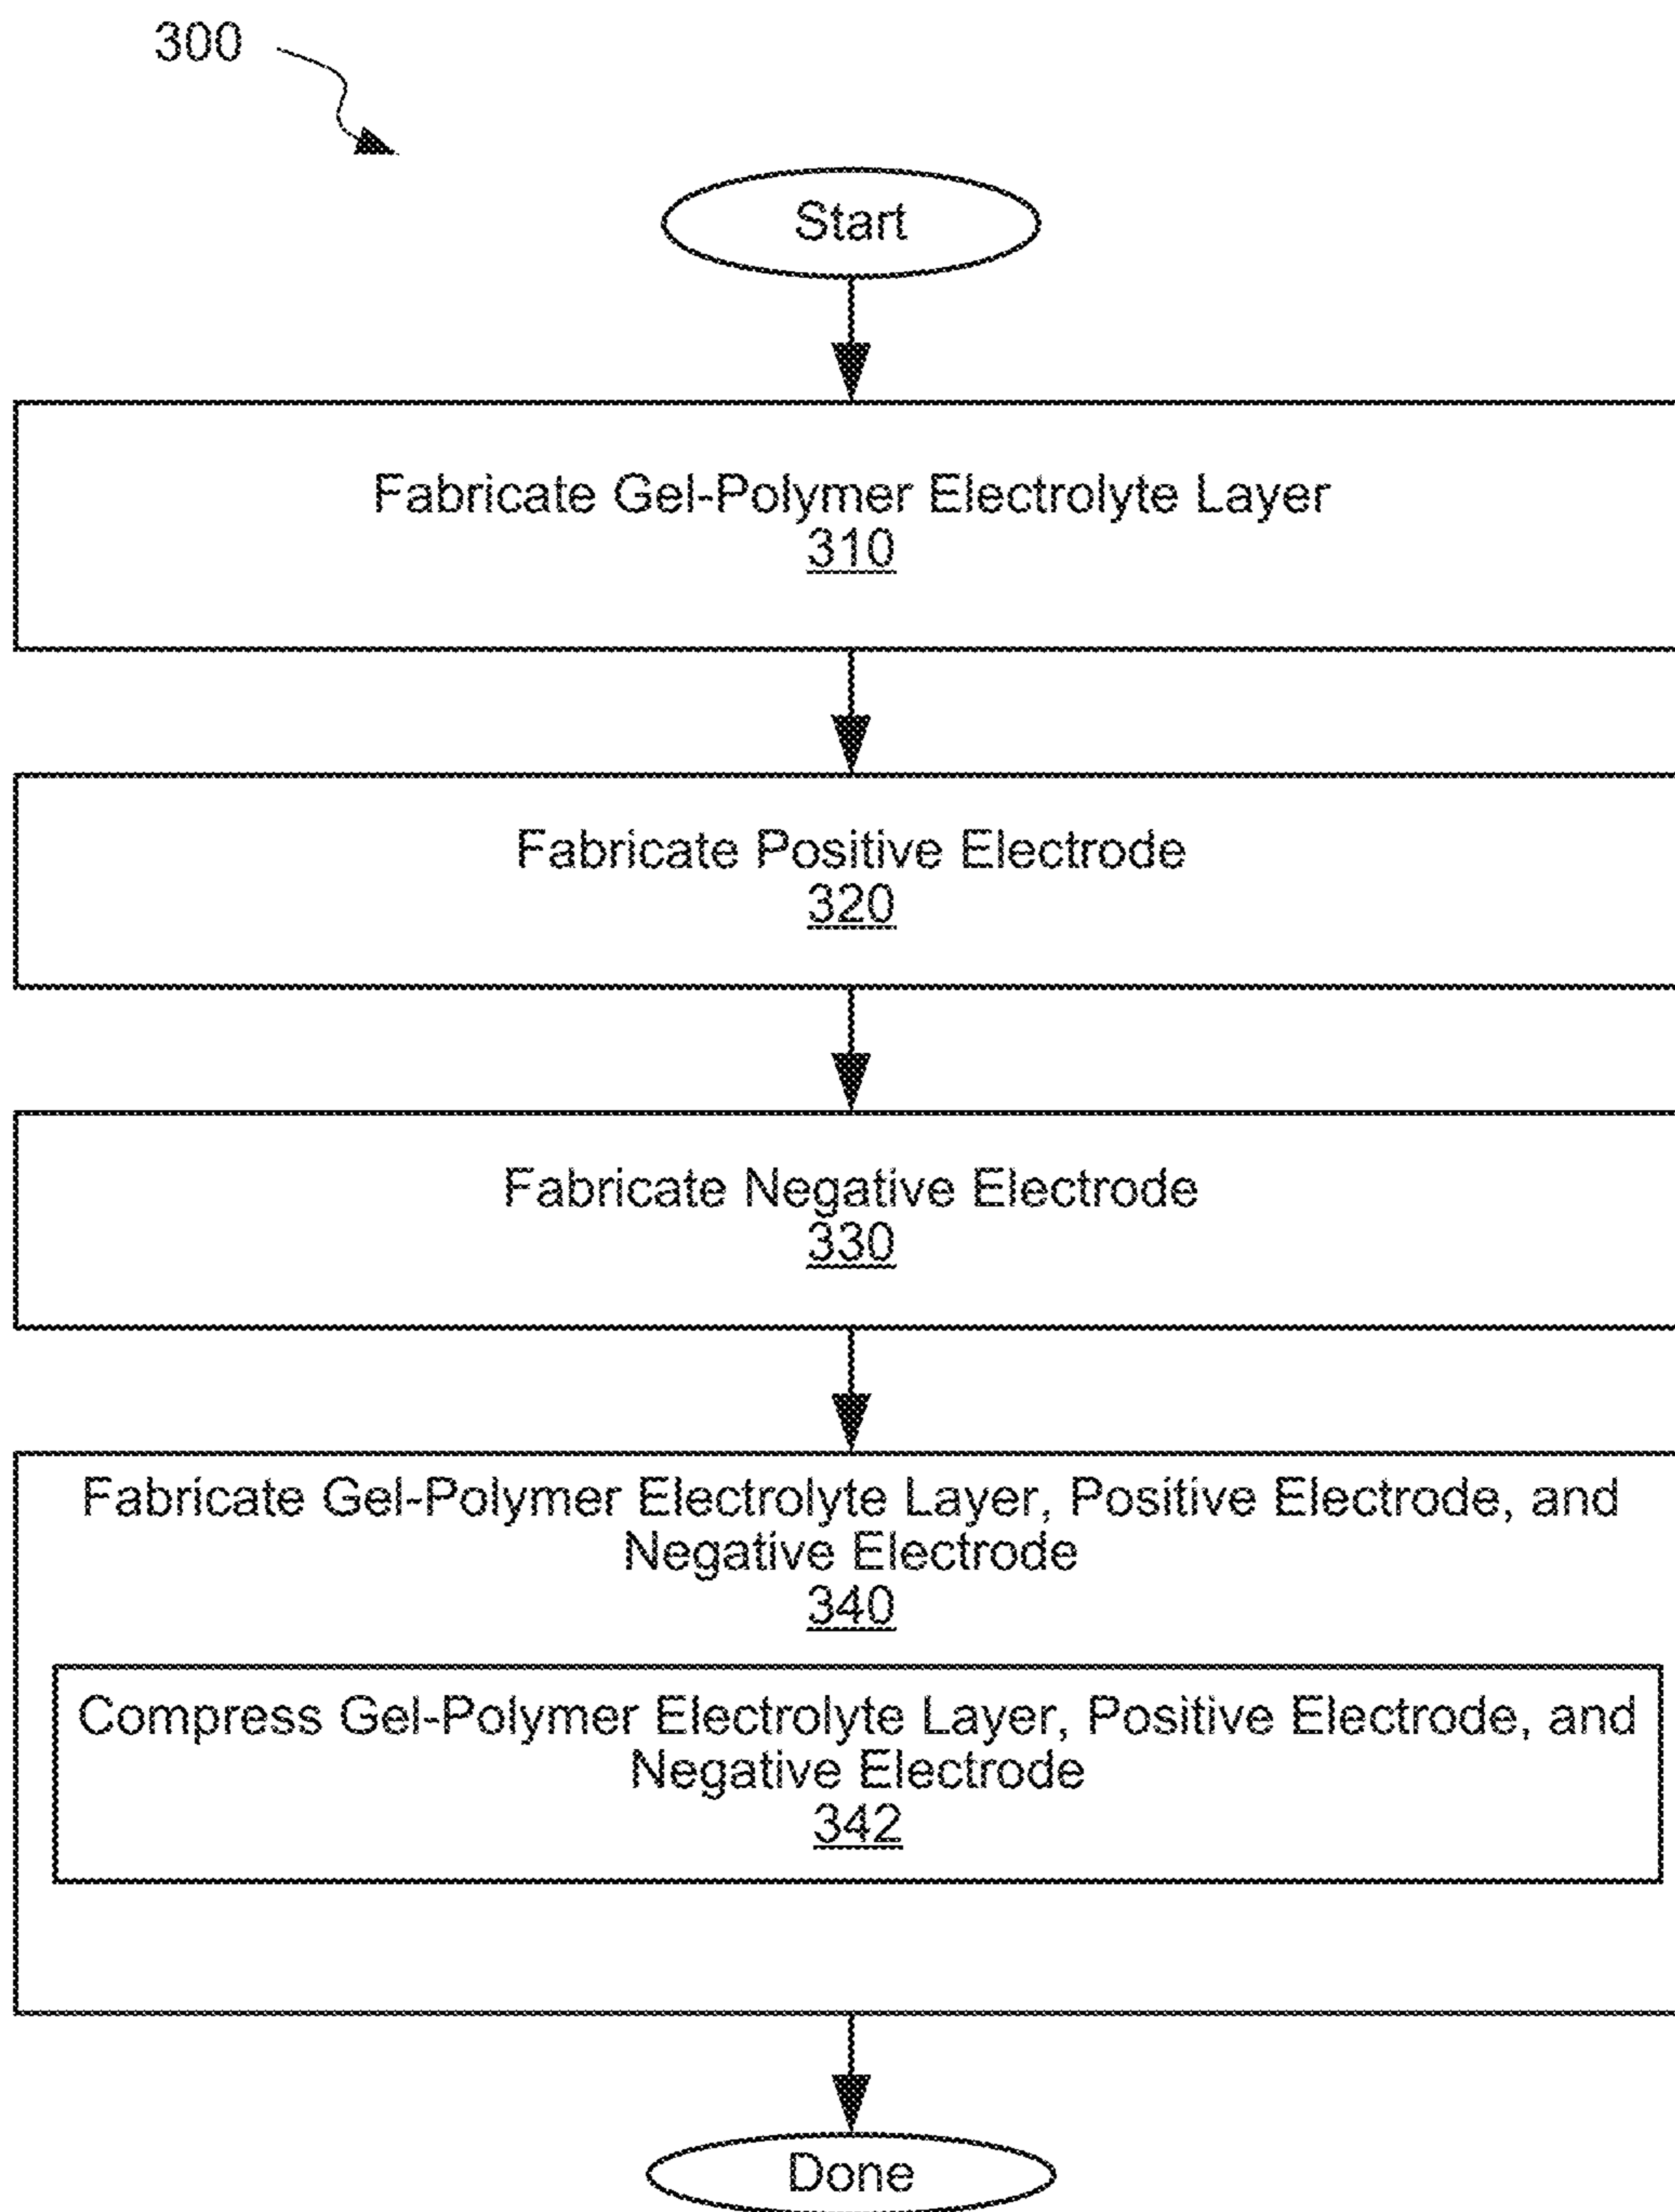 300
Start
Fabricate Gel-Polymer Electrolyte Layer
310
Fabricate Positive Electrode
320
Fabricate Negative Electrode
330
Fabricate Gel-Polymer Electrolyte Layer, Positive Electrode, and
Negative Electrode
340
Compress Gel-Polymer Electrolyte Layer, Positive Electrode, and
Negative Electrode
342
Done